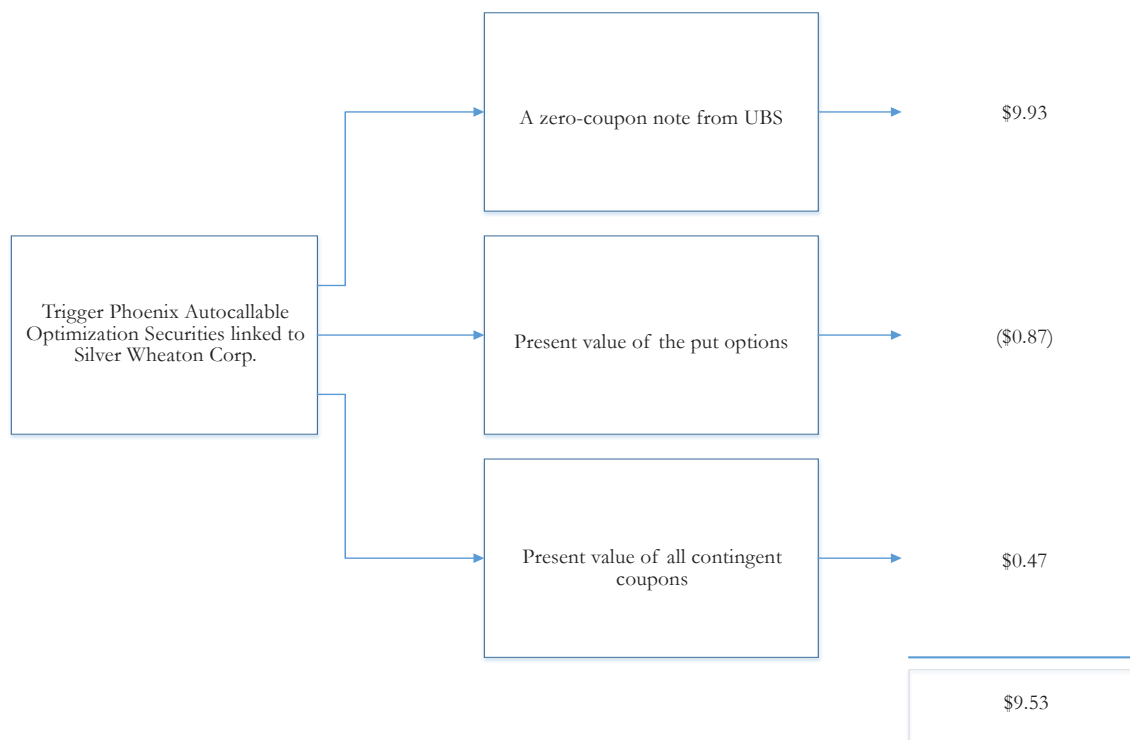 A zero-coupon note from UBS
$9.93
Trigger Phoenix Autocallable
Optimization Securities linked to
Silver Wheaton Corp.
Present value of the put options
($0.87)
Present value of all contingent
coupons
$0.47
$9.53